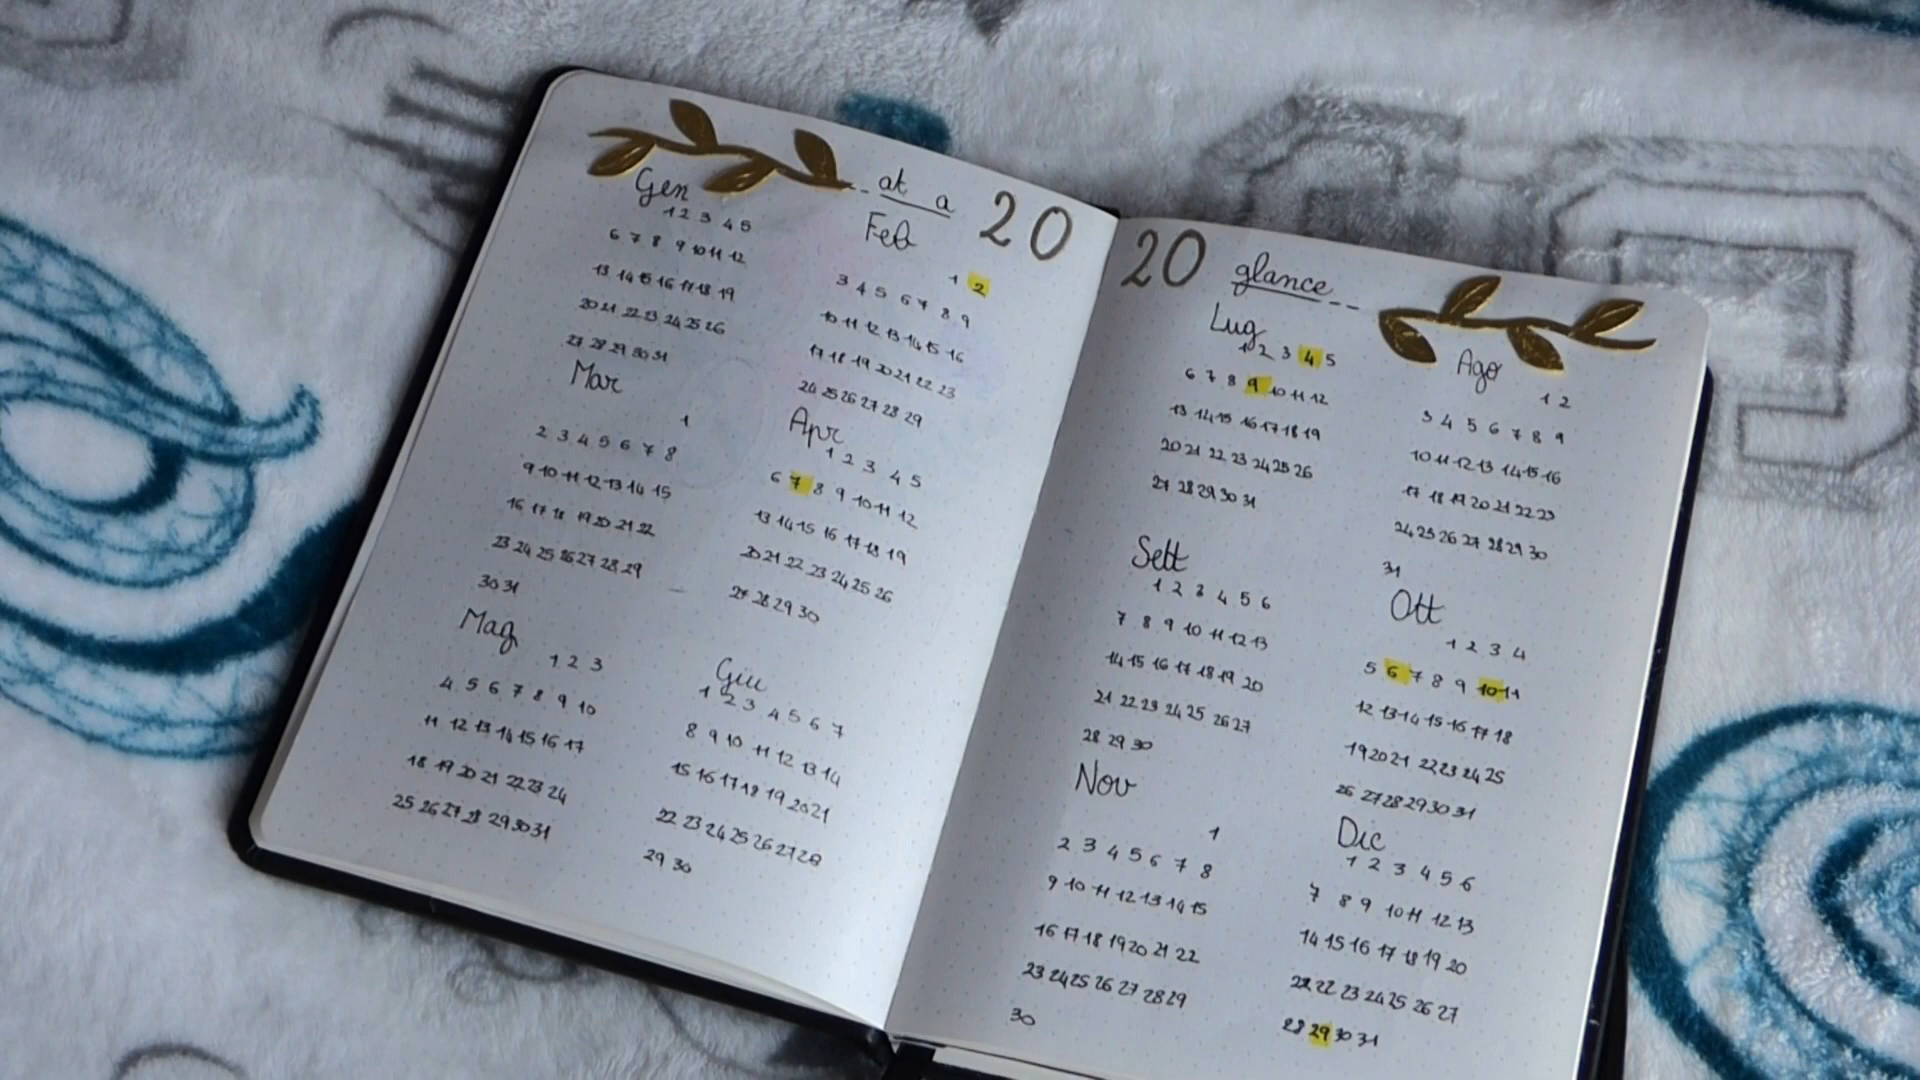 at a 20
Gen
1 2 3 4 5
6 7 8 9 10 11 12
13 14 15 16 17 18 19
20 21 22 23 24 25 26
27 28 29 30 31
Feb
1 2
3 4 5 6 7 8 9
10 11 12 13 14 15 16
17 18 19 20 21 22 23
24 25 26 27 28 29
Mar
1
2 3 4 5 6 7 8
9 10 11 12 13 14 15
16 17 18 19 20 21 22
23 24 25 26 27 28 29
30 31
Apr
1 2 3 4 5
6 7 8 9 10 11 12
13 14 15 16 17 18 19
20 21 22 23 24 25 26
27 28 29 30
Mag
1 2 3
4 5 6 7 8 9 10
11 12 13 14 15 16 17
18 19 20 21 22 23 24
25 26 27 28 29 30 31
Giu
1 2 3 4 5 6 7
8 9 10 11 12 13 14
15 16 17 18 19 20 21
22 23 24 25 26 27 28
29 30
20 glance
Lug
1 2 3 4 5
6 7 8 9 10 11 12
13 14 15 16 17 18 19
20 21 22 23 24 25 26
27 28 29 30 31
Ago
1 2
3 4 5 6 7 8 9
10 11 12 13 14 15 16
17 18 19 20 21 22 23
24 25 26 27 28 29 30
31
Sett
1 2 3 4 5 6
7 8 9 10 11 12 13
14 15 16 17 18 19 20
21 22 23 24 25 26 27
28 29 30
Ott
1 2 3 4
5 6 7 8 9 10 11
12 13 14 15 16 17 18
19 20 21 22 23 24 25
26 27 28 29 30 31
Nov
1
2 3 4 5 6 7 8
9 10 11 12 13 14 15
16 17 18 19 20 21 22
23 24 25 26 27 28 29
30
Dic
1 2 3 4 5 6
7 8 9 10 11 12 13
14 15 16 17 18 19 20
22 23 24 25 26 27
28 29 30 31